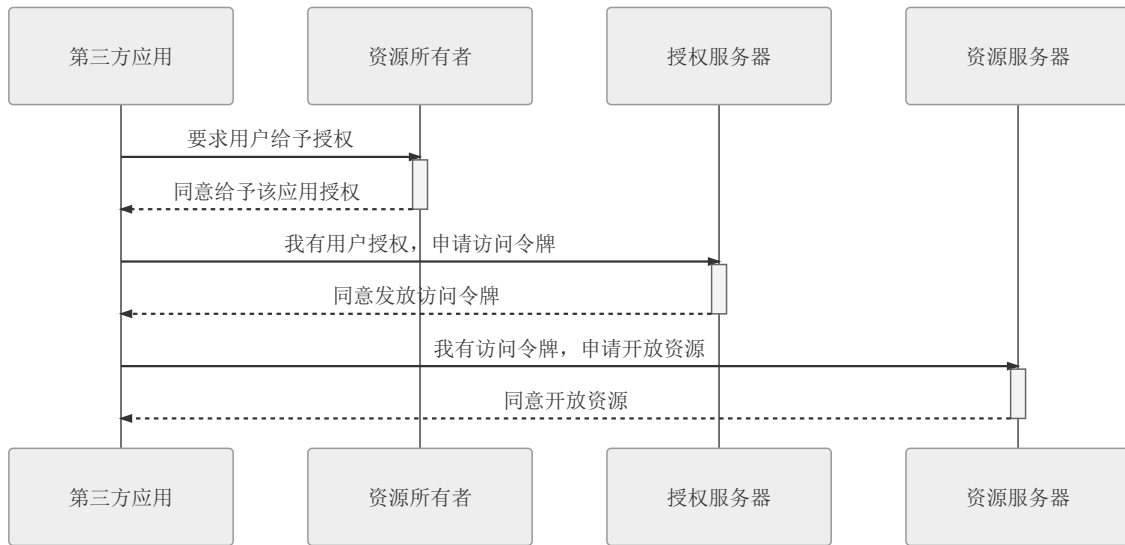 第三方应用
资源所有者
授权服务器
资源服务器
要求用户给予授权
同意给予该应用授权
我有用户授权，申请访问令牌
同意发放访问令牌
我有访问令牌，申请开放资源
同意开放资源
第三方应用
资源所有者
授权服务器
资源服务器